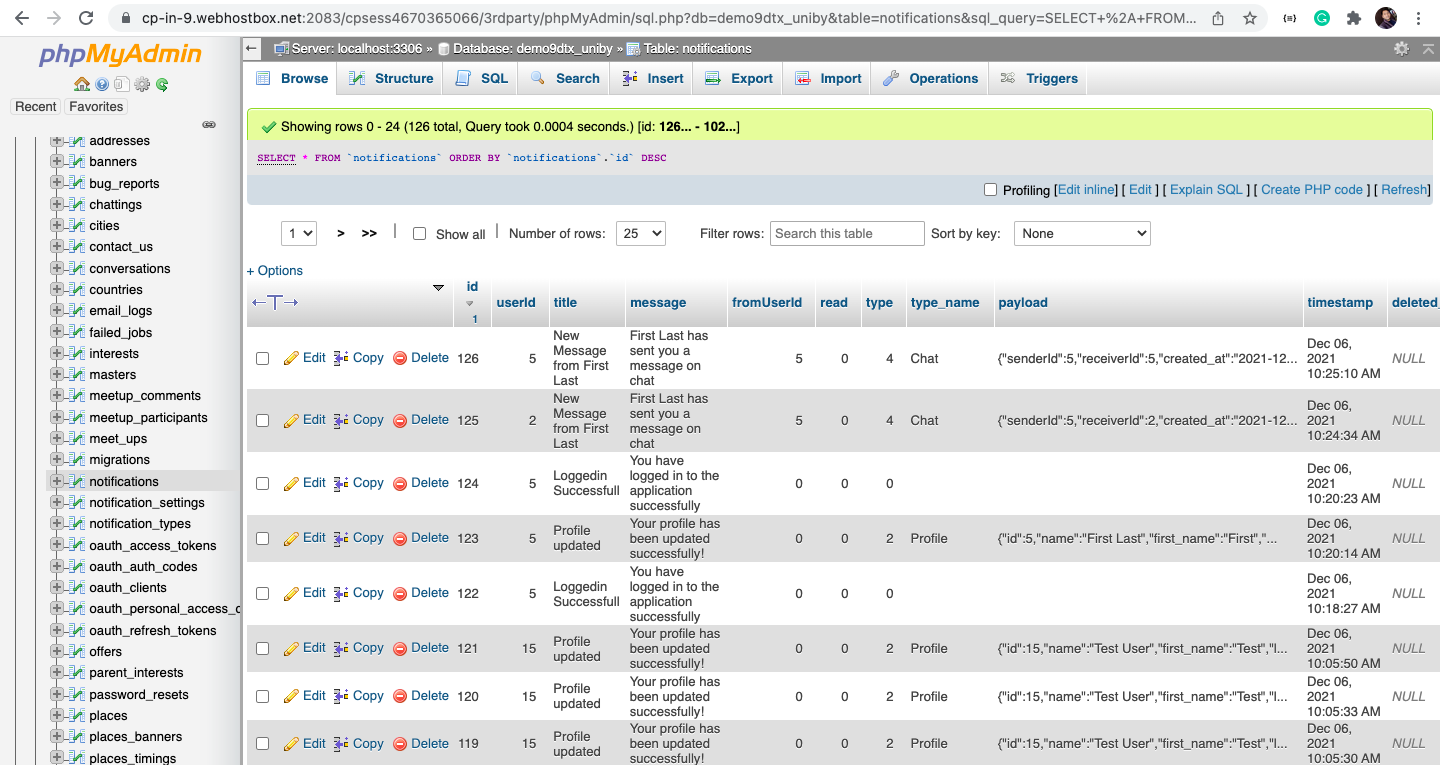 cp-in-9.webhostbox.net:2083/cpsess4670365066/3rdparty/phpMyAdmin/sql.php?db=demo9dtx_uniby&table=notifications&sql_query=SELECT+%2A+FROM...
phpMyAdmin
Recent Favorites
addresses
banners
bug_reports
chattings
cities
contact_us
conversations
countries
email_logs
failed_jobs
interests
masters
meetup_comments
meetup_participants
meet_ups
migrations
notifications
notification_settings
notification_types
oauth_access_tokens
oauth_auth_codes
oauth_clients
oauth_personal_access_c
oauth_refresh_tokens
offers
parent_interests
password_resets
places
places_banners
places_timings
Server: localhost:3306 » Database: demo9dtx_uniby » Table: notifications
Browse Structure SQL Search Insert Export Import Operations Triggers
Showing rows 0 - 24 (126 total, Query took 0.0004 seconds.) [id: 126... - 102...]
SELECT * FROM `notifications` ORDER BY `notifications`.`id` DESC
Profiling [Edit inline] [ Edit ] [ Explain SQL ] [ Create PHP code ] [ Refresh]
1 > >> | Show all | Number of rows: 25 Filter rows: Search this table Sort by key: None
+ Options
←T→ id 1 userId title message fromUserId read type type_name payload timestamp deleted_
Edit Copy Delete 126 5 New Message from First Last First Last has sent you a message on chat 5 0 4 Chat {"senderId":5,"receiverId":5,"created_at":"2021-12... Dec 06, 2021 10:25:10 AM NULL
Edit Copy Delete 125 2 New Message from First Last First Last has sent you a message on chat 5 0 4 Chat {"senderId":5,"receiverId":2,"created_at":"2021-12... Dec 06, 2021 10:24:34 AM NULL
Edit Copy Delete 124 5 Loggedin Successfull You have logged in to the application successfully 0 0 0 Dec 06, 2021 10:20:23 AM NULL
Edit Copy Delete 123 5 Profile updated Your profile has been updated successfully! 0 0 2 Profile {"id":5,"name":"First Last","first_name":"First","... Dec 06, 2021 10:20:14 AM NULL
Edit Copy Delete 122 5 Loggedin Successfull You have logged in to the application successfully 0 0 0 Dec 06, 2021 10:18:27 AM NULL
Edit Copy Delete 121 15 Profile updated Your profile has been updated successfully! 0 0 2 Profile {"id":15,"name":"Test User","first_name":"Test","l... Dec 06, 2021 10:05:50 AM NULL
Edit Copy Delete 120 15 Profile updated Your profile has been updated successfully! 0 0 2 Profile {"id":15,"name":"Test User","first_name":"Test","l... Dec 06, 2021 10:05:33 AM NULL
Edit Copy Delete 119 15 Profile updated Your profile has been updated successfully! 0 0 2 Profile {"id":15,"name":"Test User","first_name":"Test","l... Dec 06, 2021 10:05:30 AM NULL